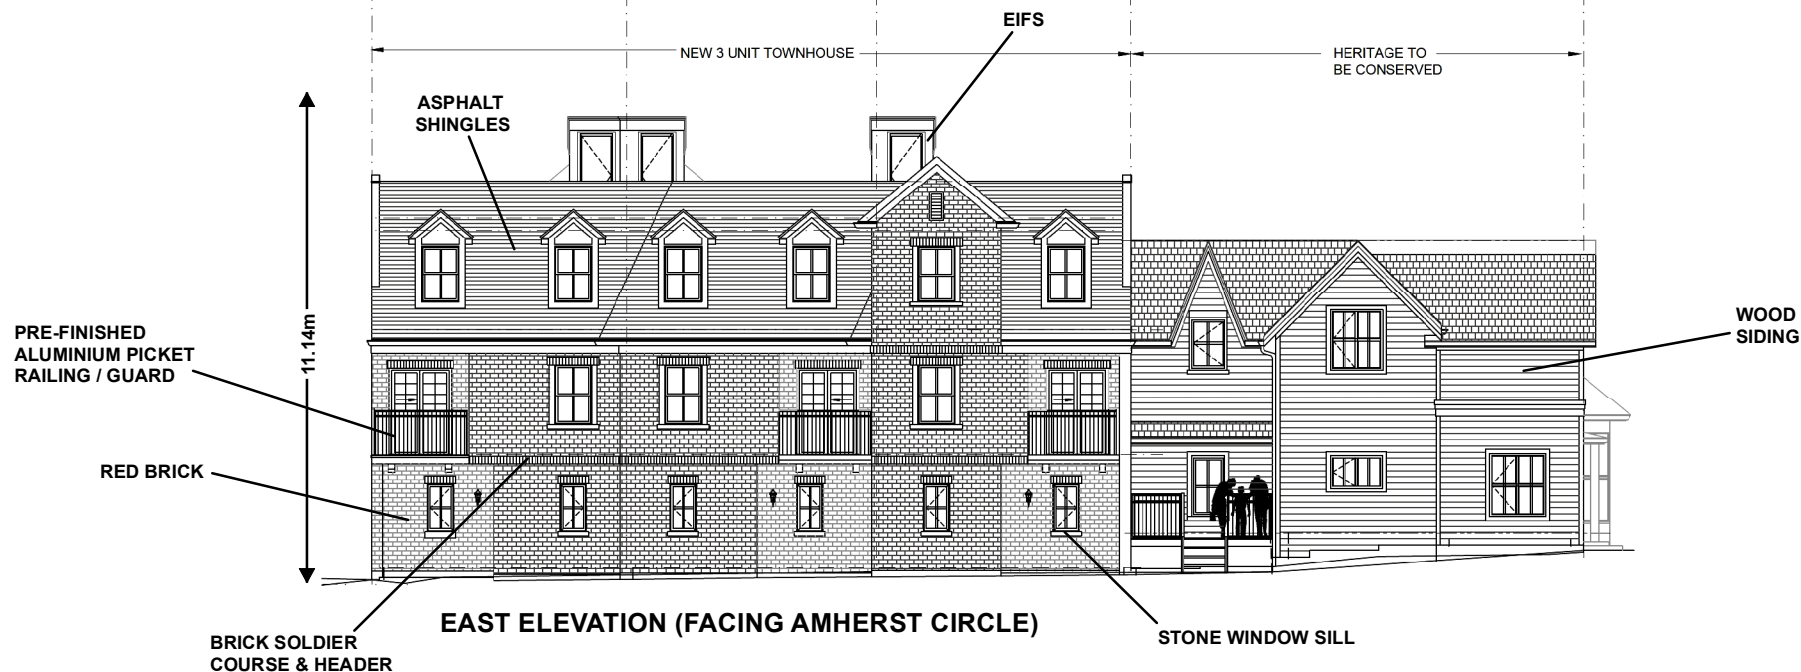 EIFS
NEW 3 UNIT TOWNHOUSE
HERITAGE TO
BE CONSERVED
ASPHALT
SHINGLES
11.14m
PRE-FINISHED
ALUMINIUM PICKET
RAILING / GUARD
WOOD
SIDING
RED BRICK
EAST ELEVATION (FACING AMHERST CIRCLE)
STONE WINDOW SILL
BRICK SOLDIER
COURSE & HEADER